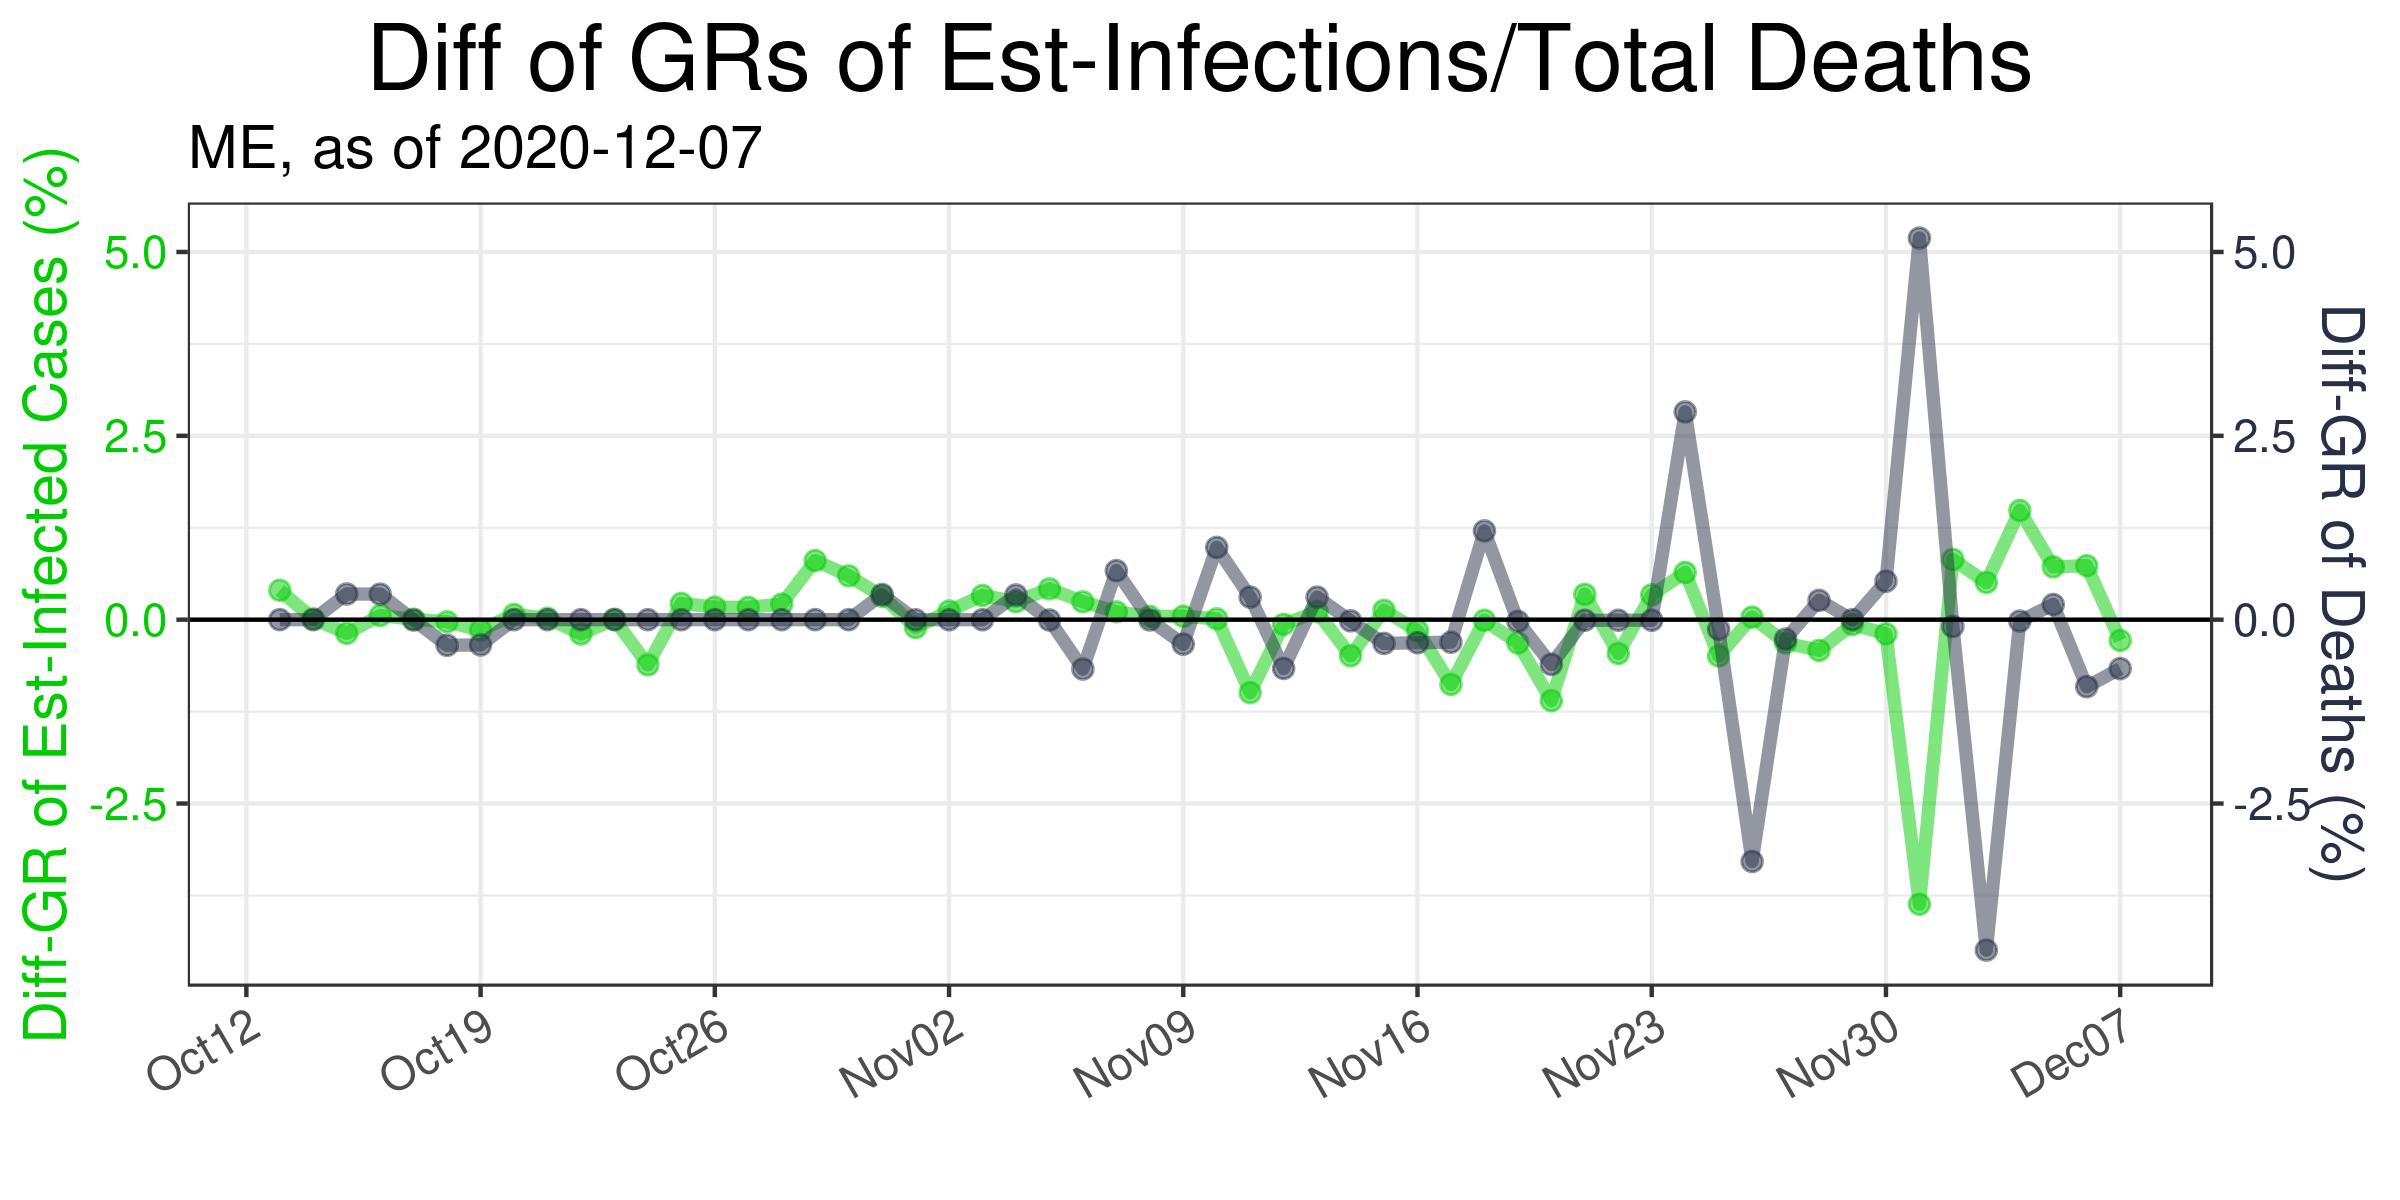 Diff of GRs of Est-Infections/Total Deaths
ME, as of 2020-12-07
Diff-GR of Est-Infected Cases (%)
5.0
2.5
0.0
-2.5
5.0
2.5
0.0
-2.5
Diff-GR of Deaths (%)
Oct12
Oct19
Oct26
Nov02
Nov09
Nov16
Nov23
Nov30
Dec07